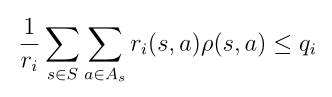 \frac{1}{r_i} \sum_{s \in S} \sum_{a \in A_s} r_i(s, a) \rho(s, a) \leq q_i